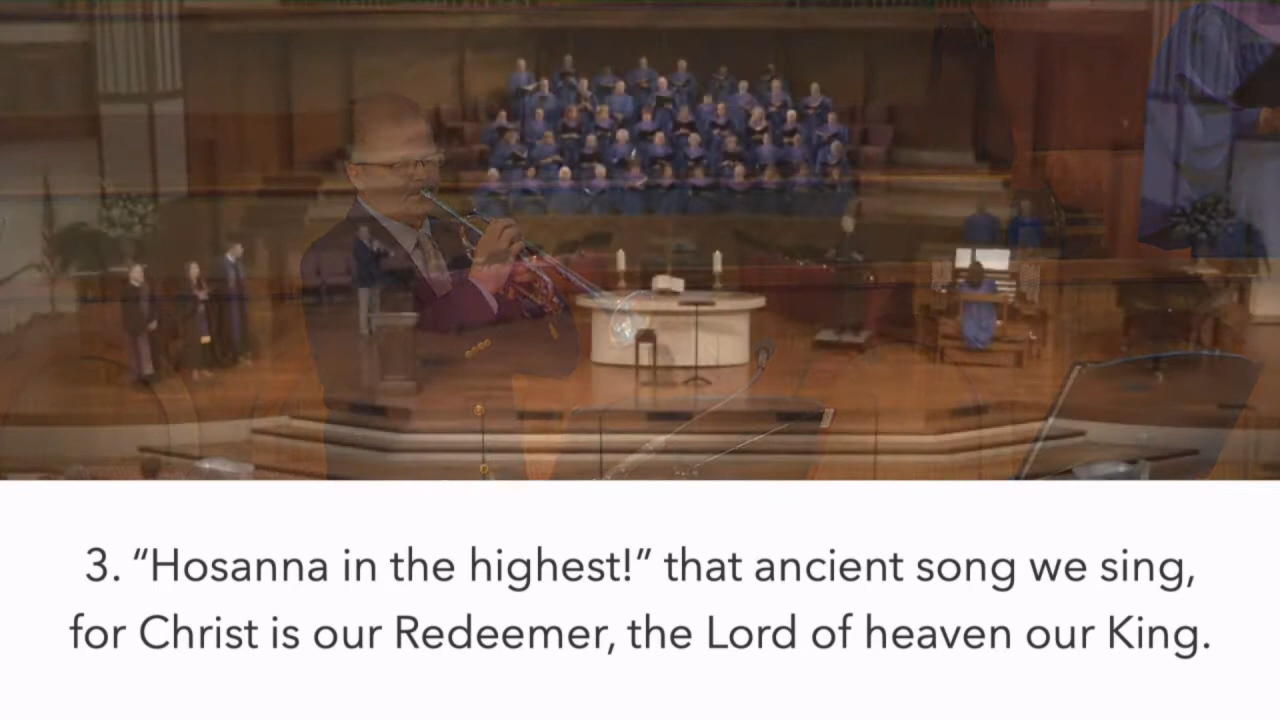 3. “Hosanna in the highest!” that ancient song we sing,
for Christ is our Redeemer, the Lord of heaven our King.